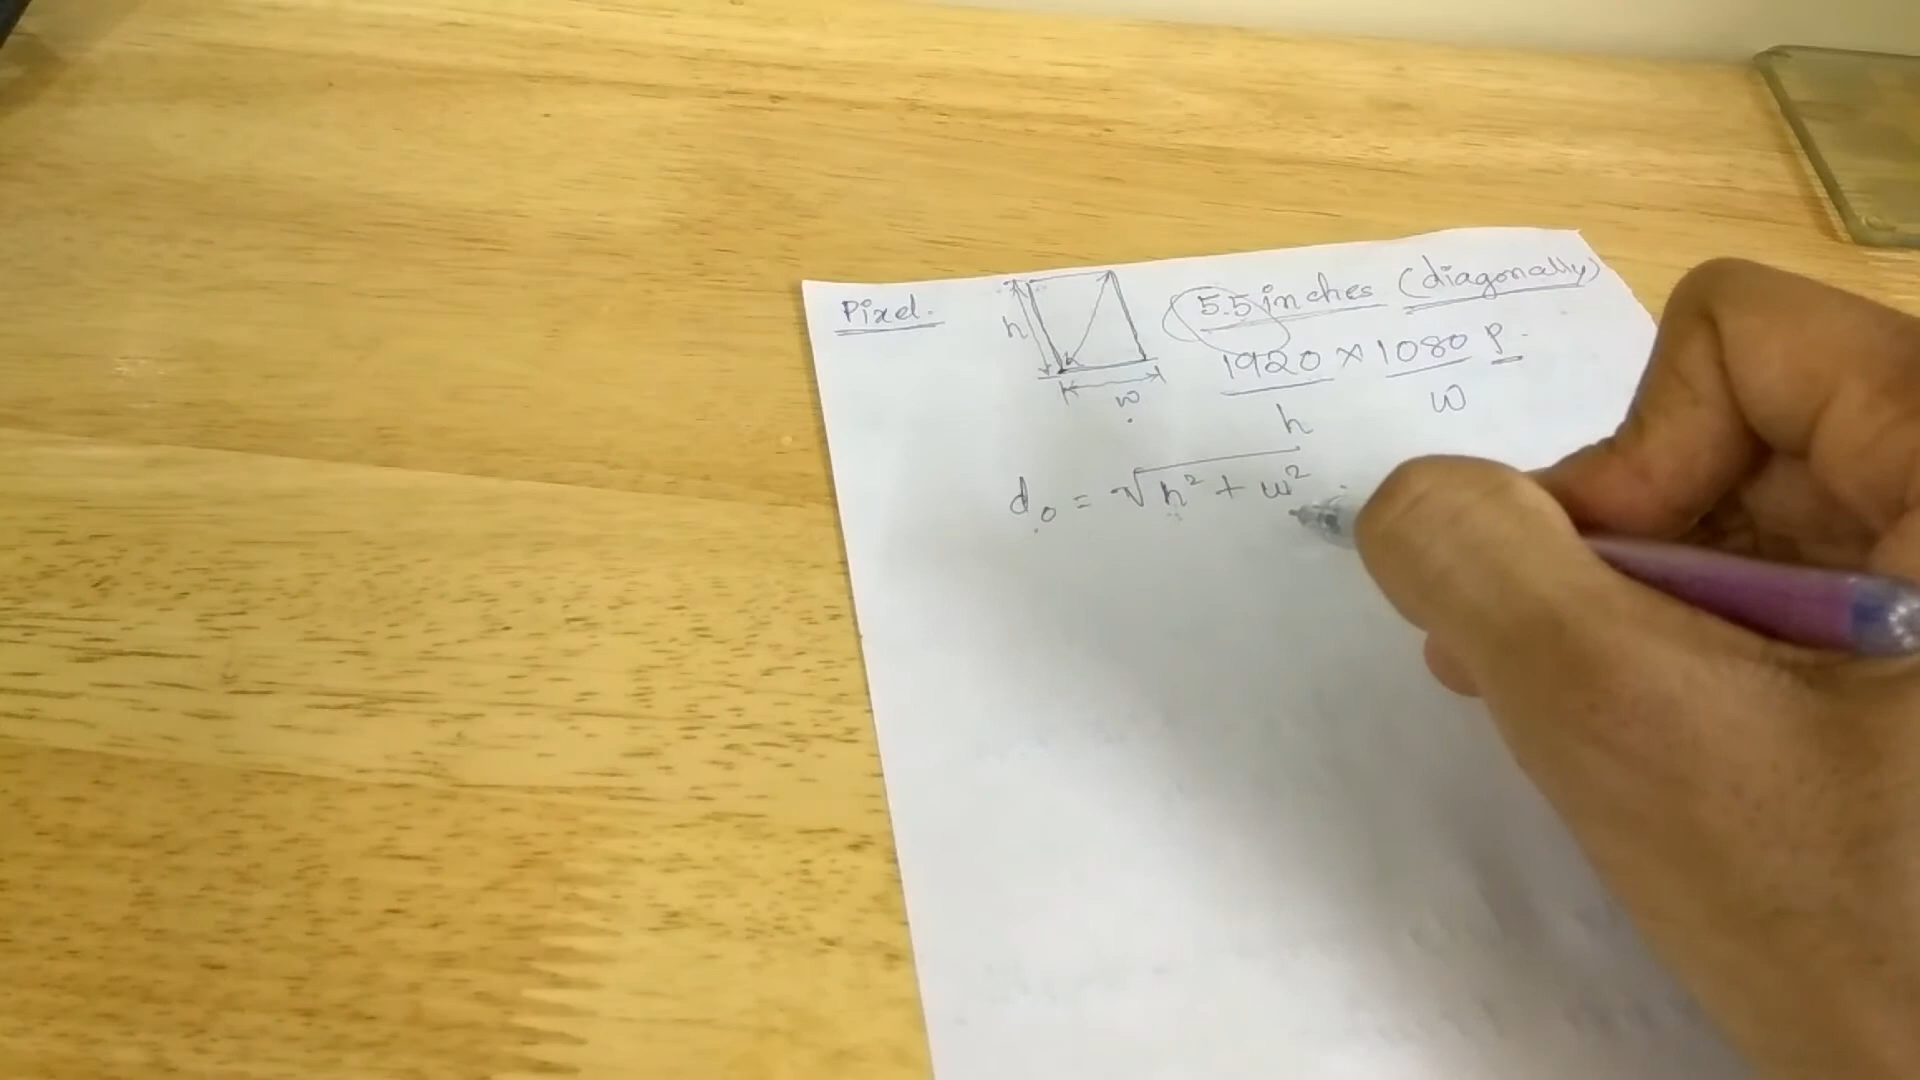 Pixel.
h
w
5.5 inches (diagonally)
1920 × 1080 P.
h w
d₀ = √h² + w²